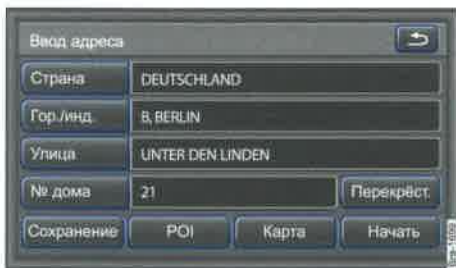 Ввод адреса
Страна DEUTSCHLAND
Гор./инд. B, BERLIN
Улица UNTER DEN LINDEN
№ дома 21 Перекрёст.
Сохранение POI Карта Начать